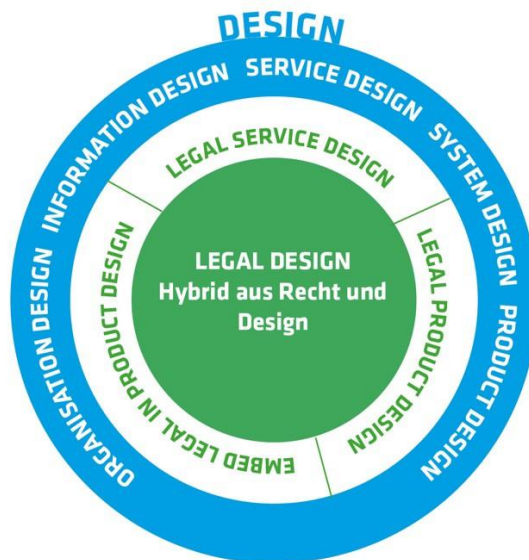 DESIGN
ORGANISATION DESIGN
INFORMATION DESIGN
SERVICE DESIGN
SYSTEM DESIGN
PRODUCT DESIGN
LEGAL SERVICE DESIGN
LEGAL PRODUCT DESIGN
EMBED LEGAL IN PRODUCT DESIGN
LEGAL DESIGN
Hybrid aus Recht und
Design